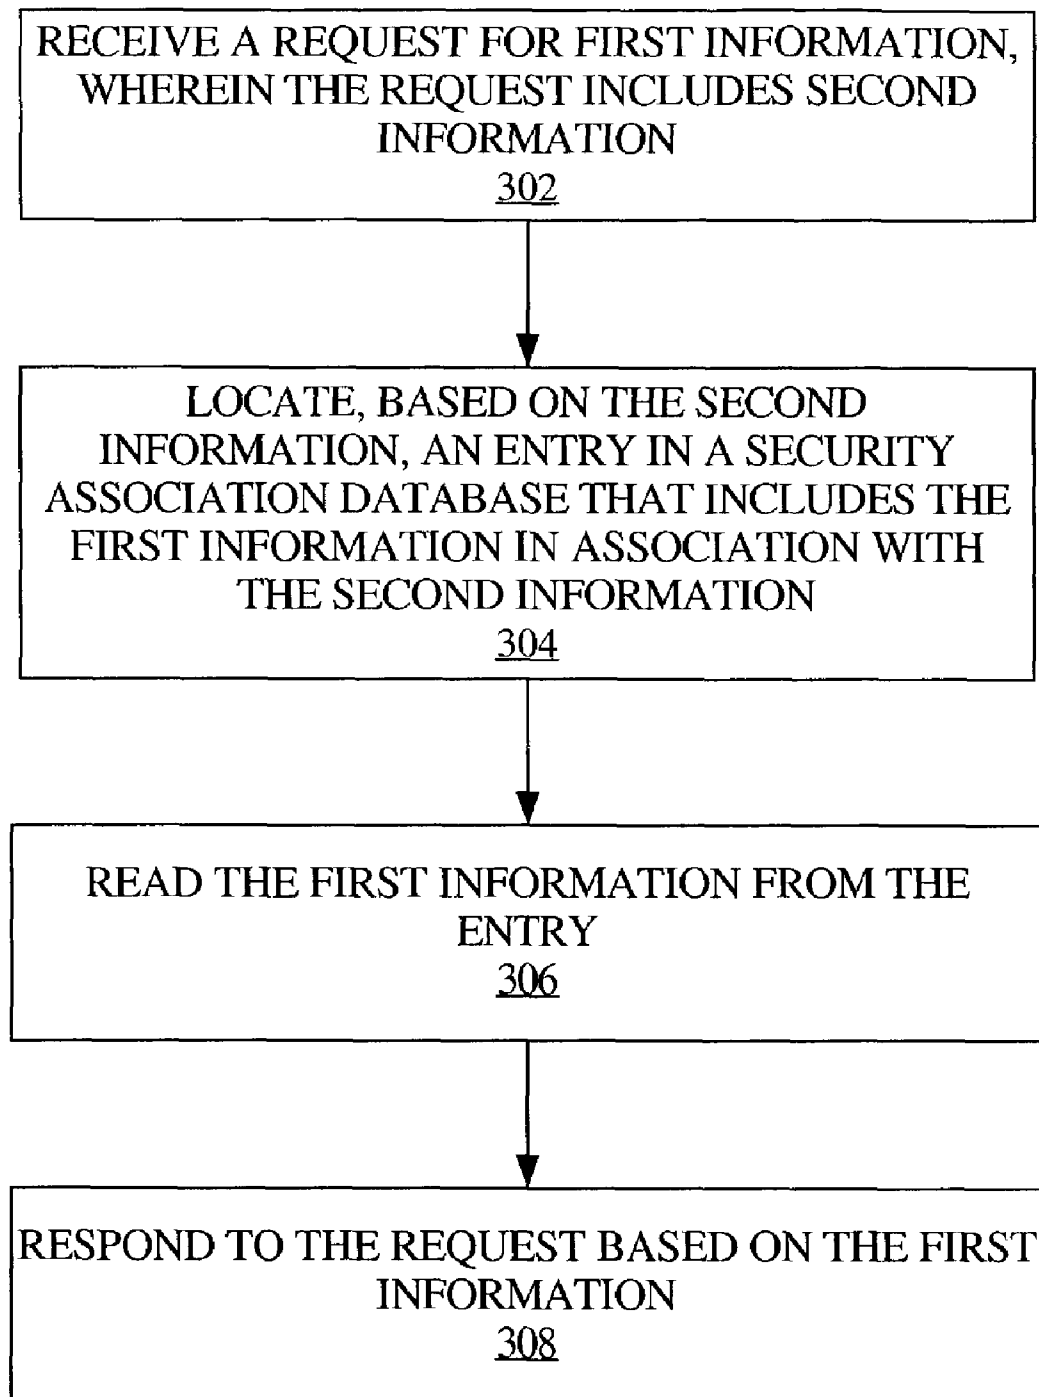 RECEIVE A REQUEST FOR FIRST INFORMATION,
WHEREIN THE REQUEST INCLUDES SECOND
INFORMATION
302
LOCATE, BASED ON THE SECOND
INFORMATION, AN ENTRY IN A SECURITY
ASSOCIATION DATABASE THAT INCLUDES THE
FIRST INFORMATION IN ASSOCIATION WITH
THE SECOND INFORMATION
304
READ THE FIRST INFORMATION FROM THE
ENTRY
306
RESPOND TO THE REQUEST BASED ON THE FIRST
INFORMATION
308